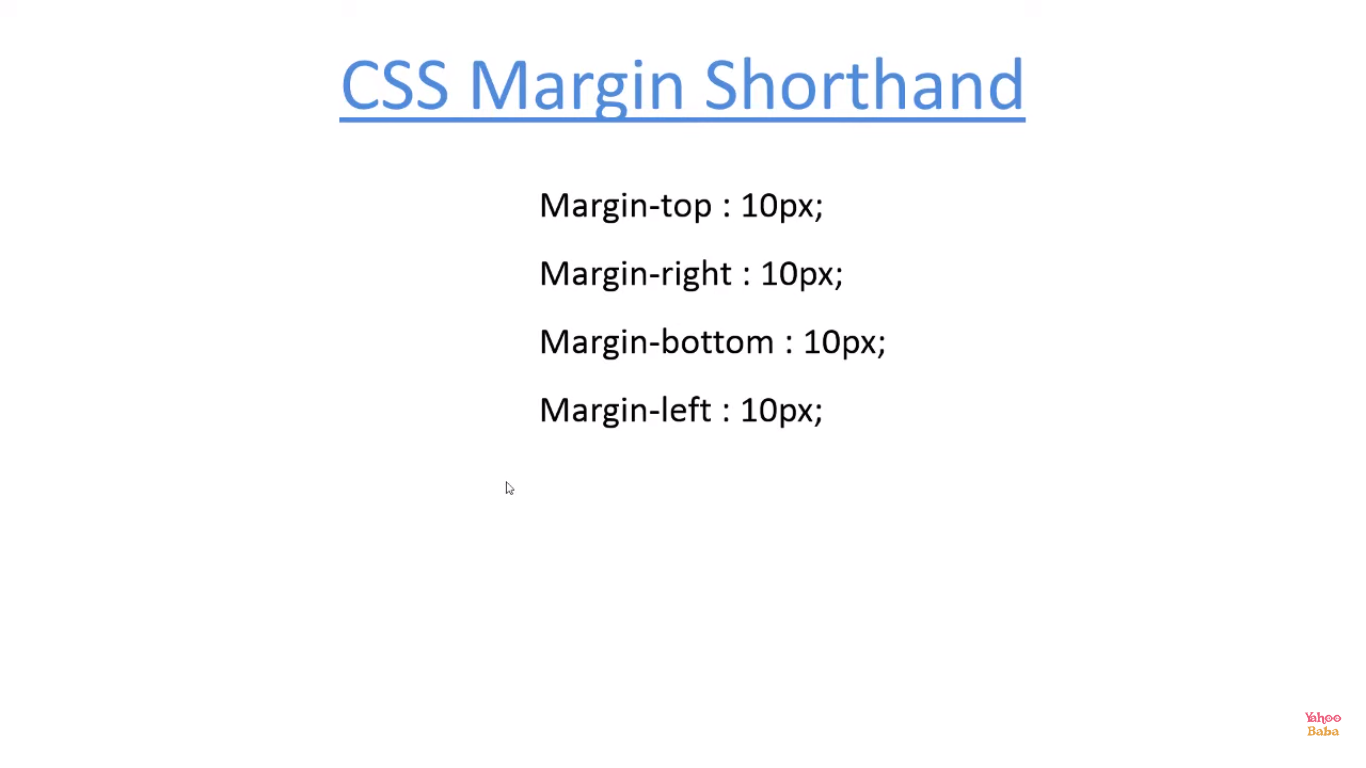 CSS Margin Shorthand
Margin-top : 10px;
Margin-right : 10px;
Margin-bottom : 10px;
Margin-left : 10px;
Yahoo
Baba